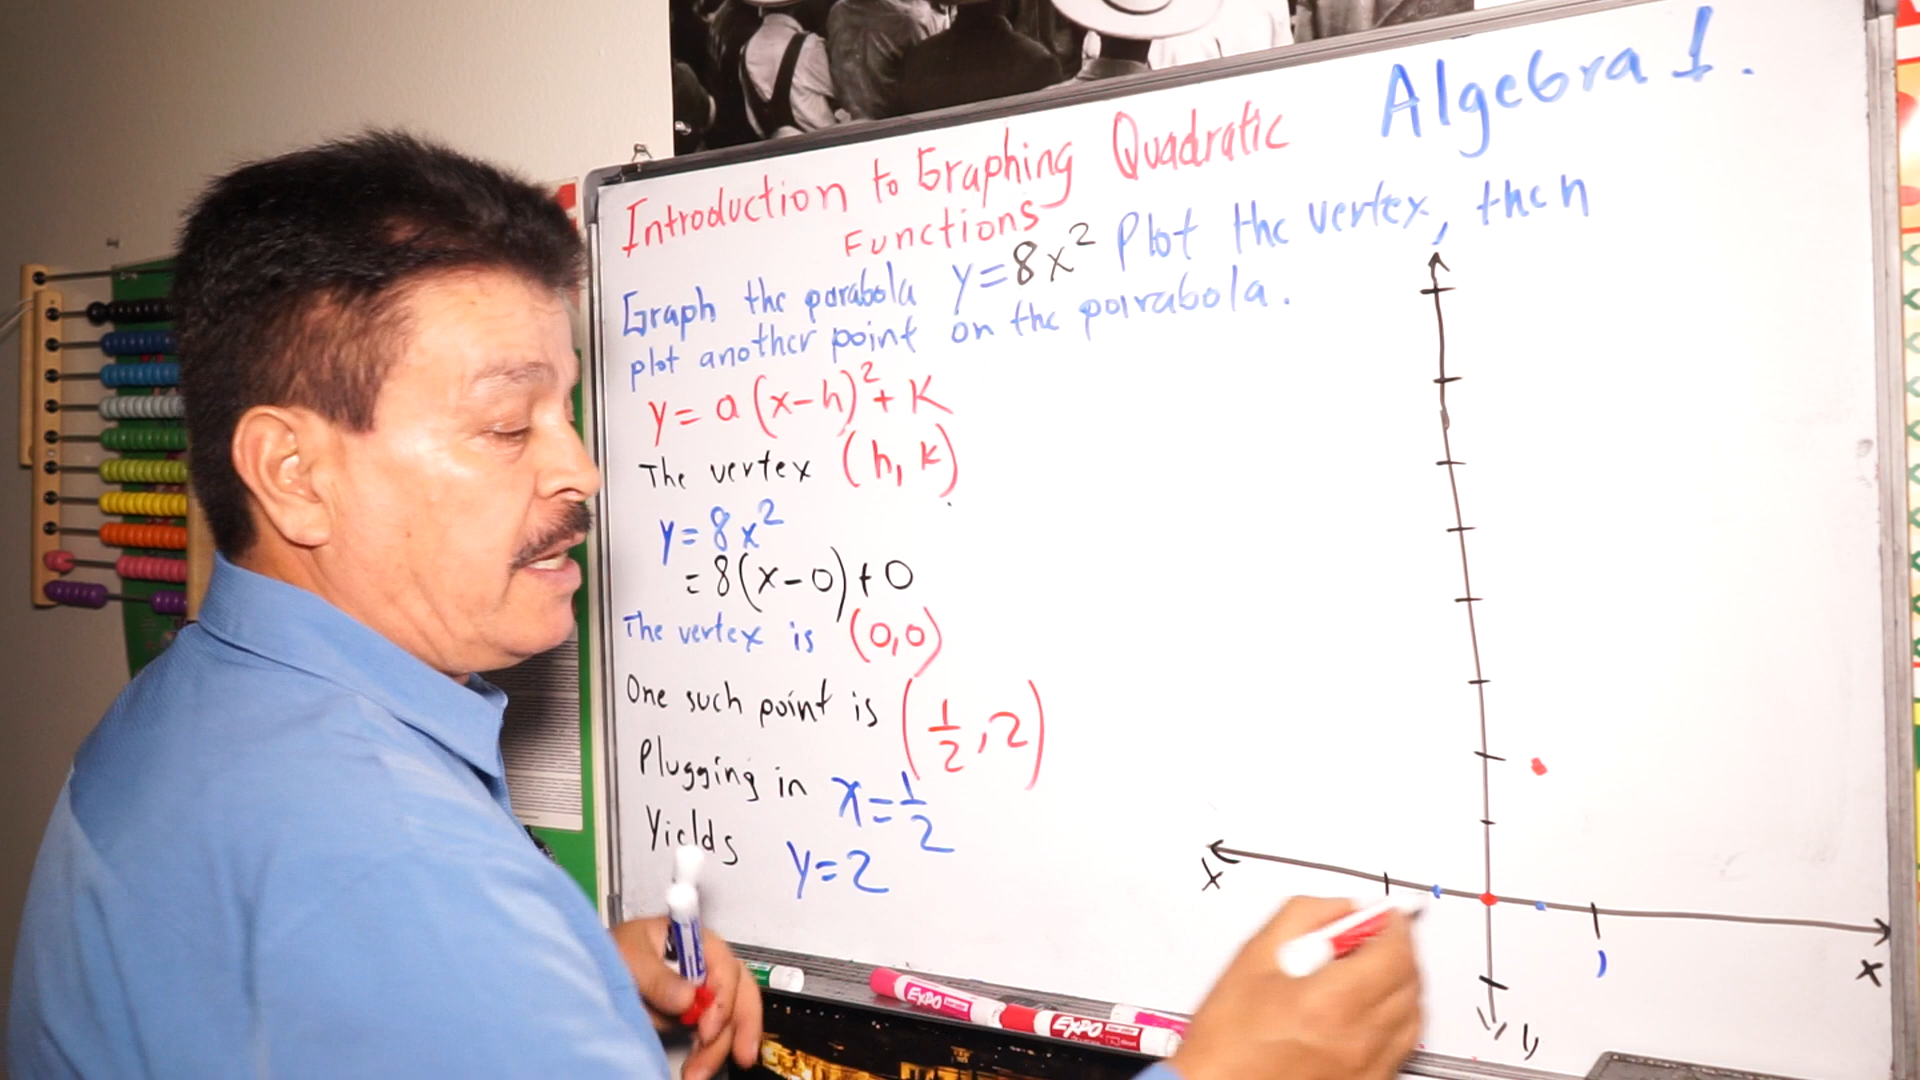 Algebra 1.
Introduction to Graphing Quadratic
Functions
Graph the parabola y=8x² Plot the vertex, then
plot another point on the parabola.
y=a(x-h)²+k
The vertex (h,k)
y=8x²
=8(x-0)+0
The vertex is (0,0)
One such point is (1/2,2)
Plugging in x=1/2
Yields y=2
x
1
x
y
EXPO
EXPO